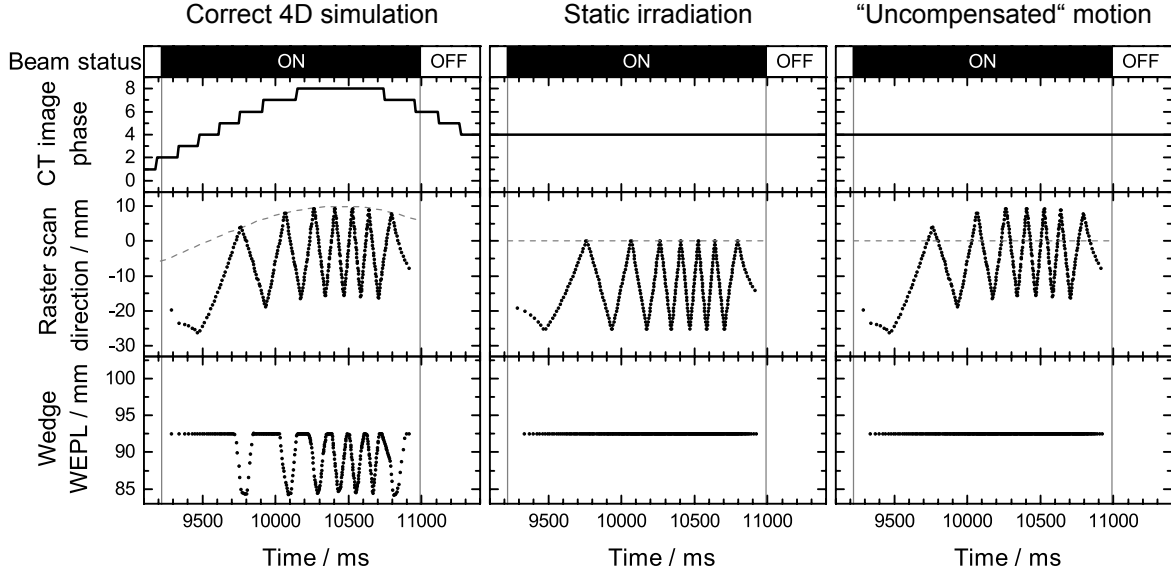 Correct 4D simulation
Static irradiation
“Uncompensated“ motion
Beam status
ON
OFF
ON
OFF
ON
OFF
CT image
phase
8
6
4
2
0
Raster scan
direction / mm
10
0
-10
-20
-30
Wedge
WEPL / mm
100
95
90
85
9500
10000
10500
11000
9500
10000
10500
11000
9500
10000
10500
11000
Time / ms
Time / ms
Time / ms